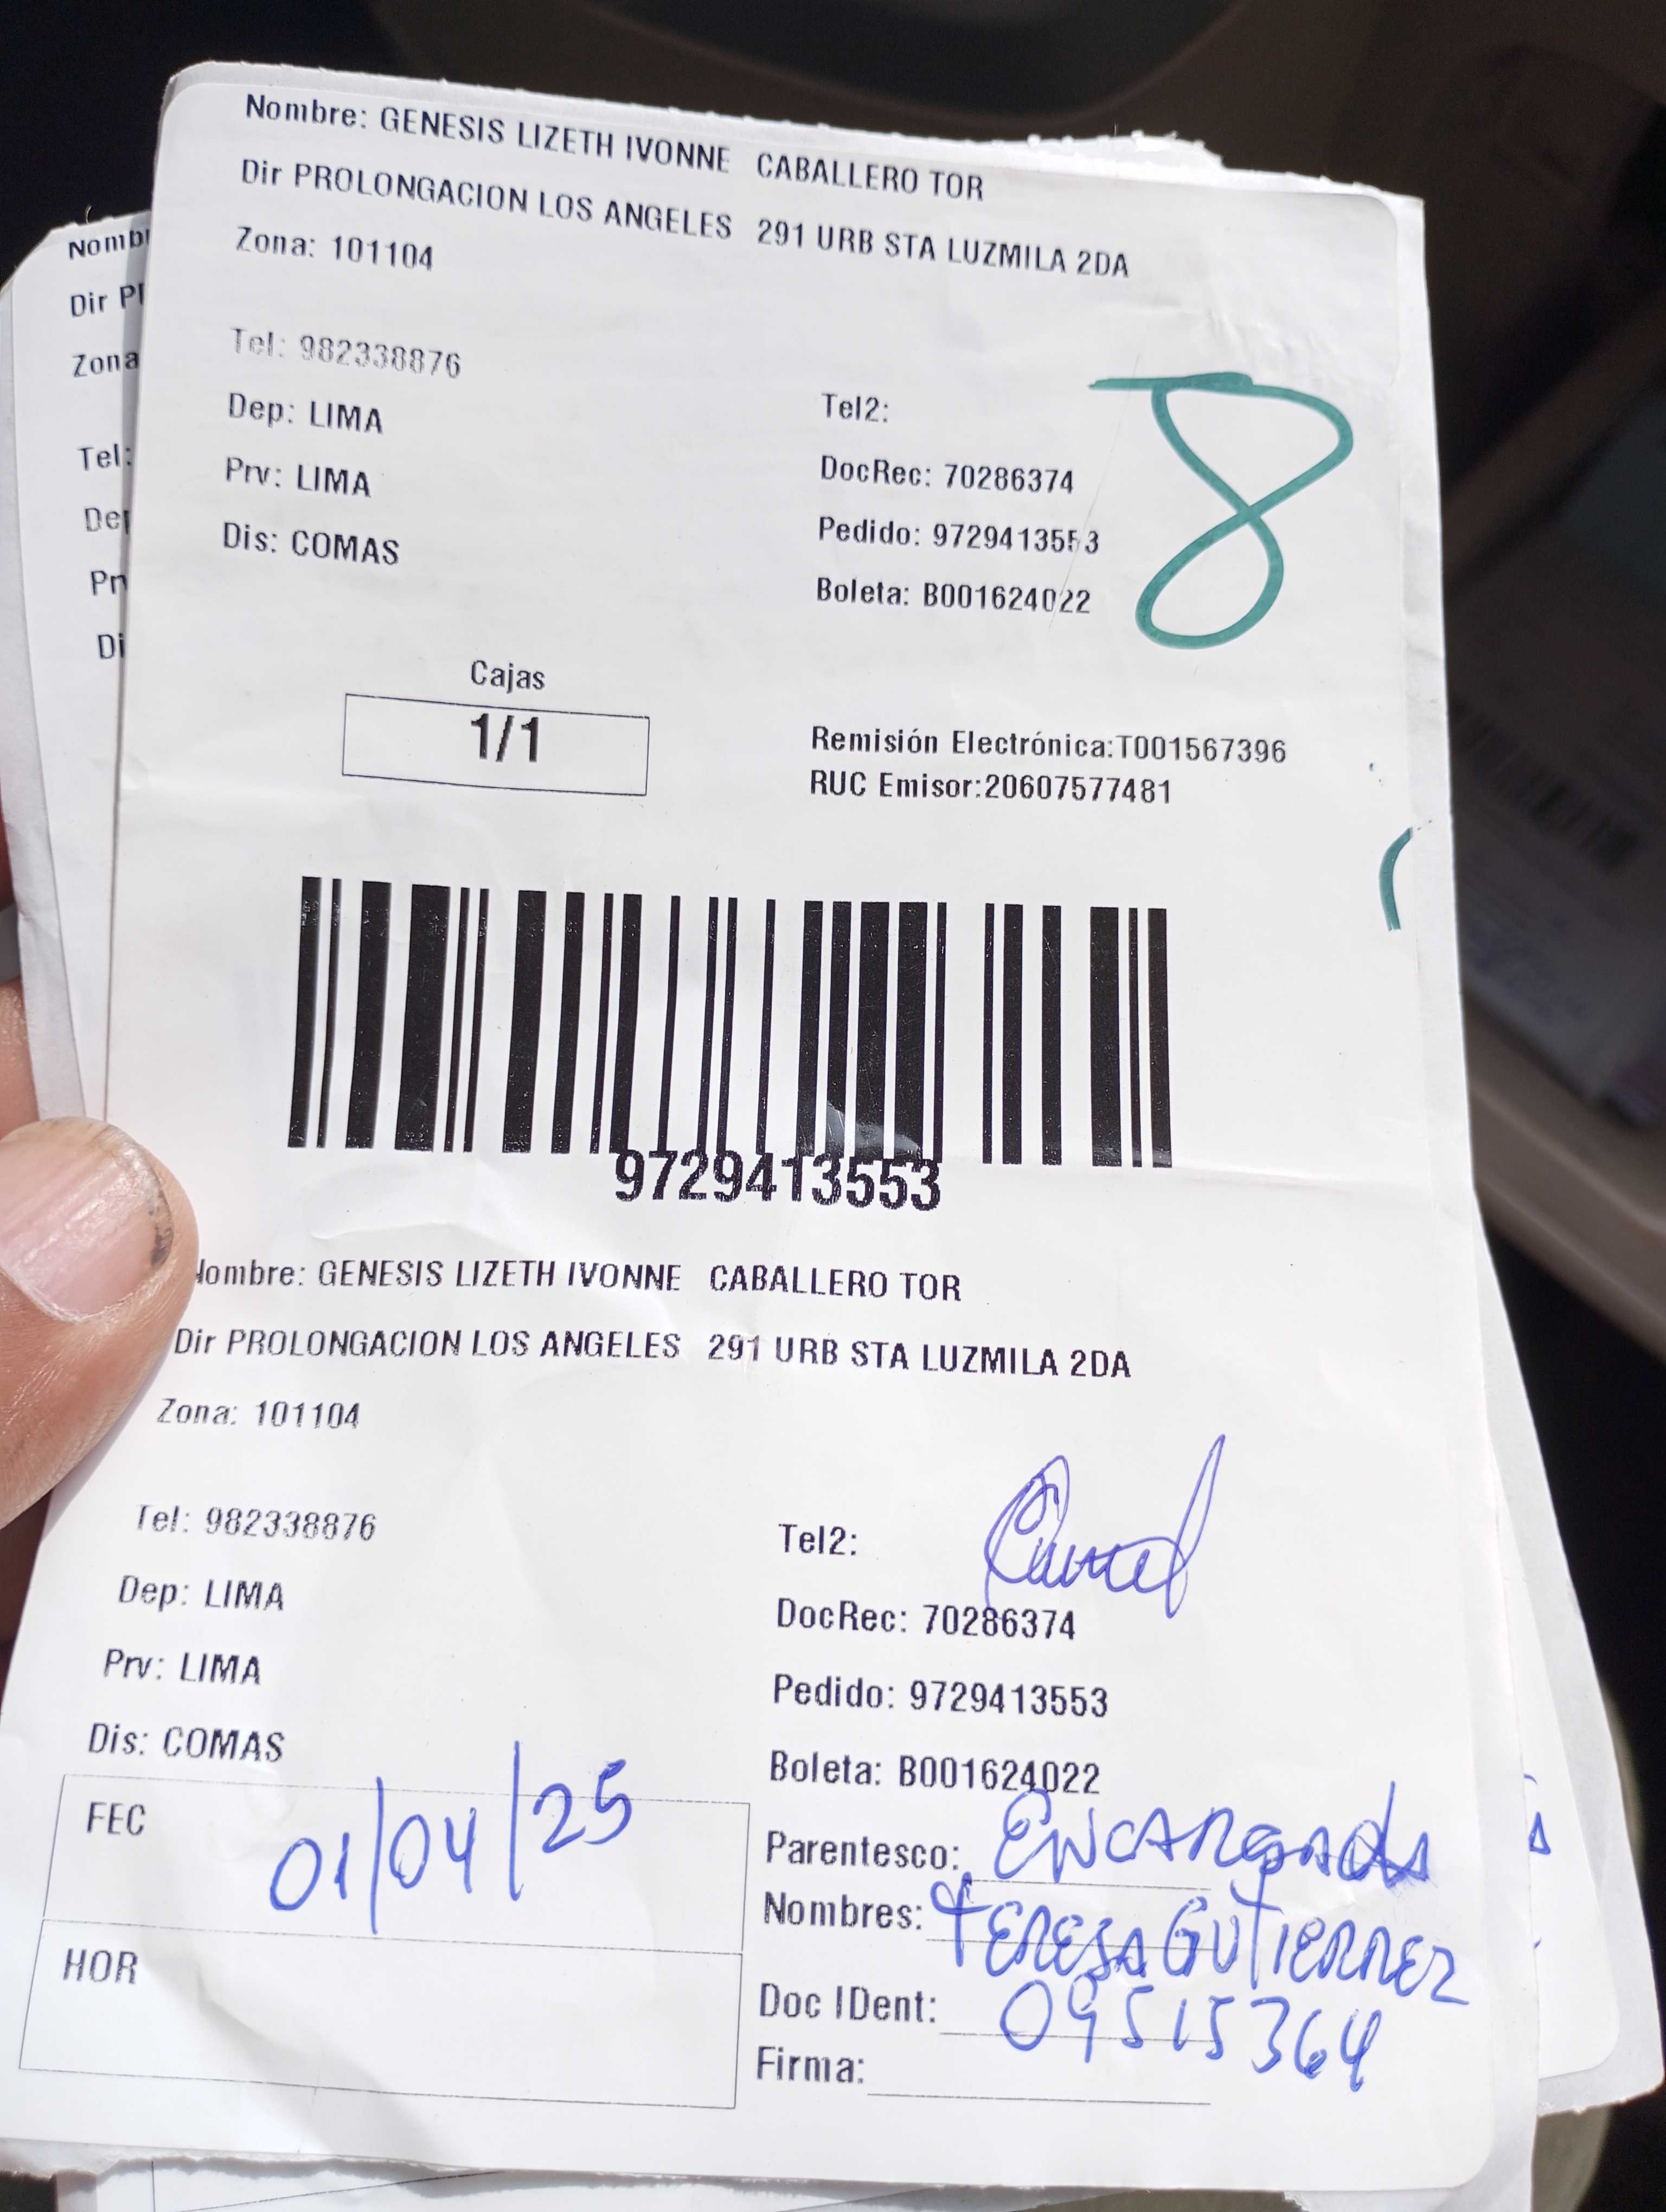 Nombre: GENESIS LIZETH IVONNE CABALLERO TOR
Dir PROLONGACION LOS ANGELES 291 URB STA LUZMILA 2DA
Zona: 101104
Tel: 982338876
Tel2:
Dep: LIMA
DocRec: 70286374
Prv: LIMA
Pedido: 9729413553
Dis: COMAS
Boleta: B001624022
8
Cajas
1/1
Remisión Electrónica:T001567396
RUC Emisor:20607577481
9729413553
Nombre: GENESIS LIZETH IVONNE CABALLERO TOR
Dir PROLONGACION LOS ANGELES 291 URB STA LUZMILA 2DA
Zona: 101104
Tel: 982338876
Tel2:
Dep: LIMA
DocRec: 70286374
Prv: LIMA
Pedido: 9729413553
Dis: COMAS
Boleta: B001624022
FEC 01/04/25
HOR
Parentesco: ENCARGADA
Nombres: TERESA GUTIERREZ
Doc IDent: 09515364
Firma:
Nomb
Dir
Zona
Tel: